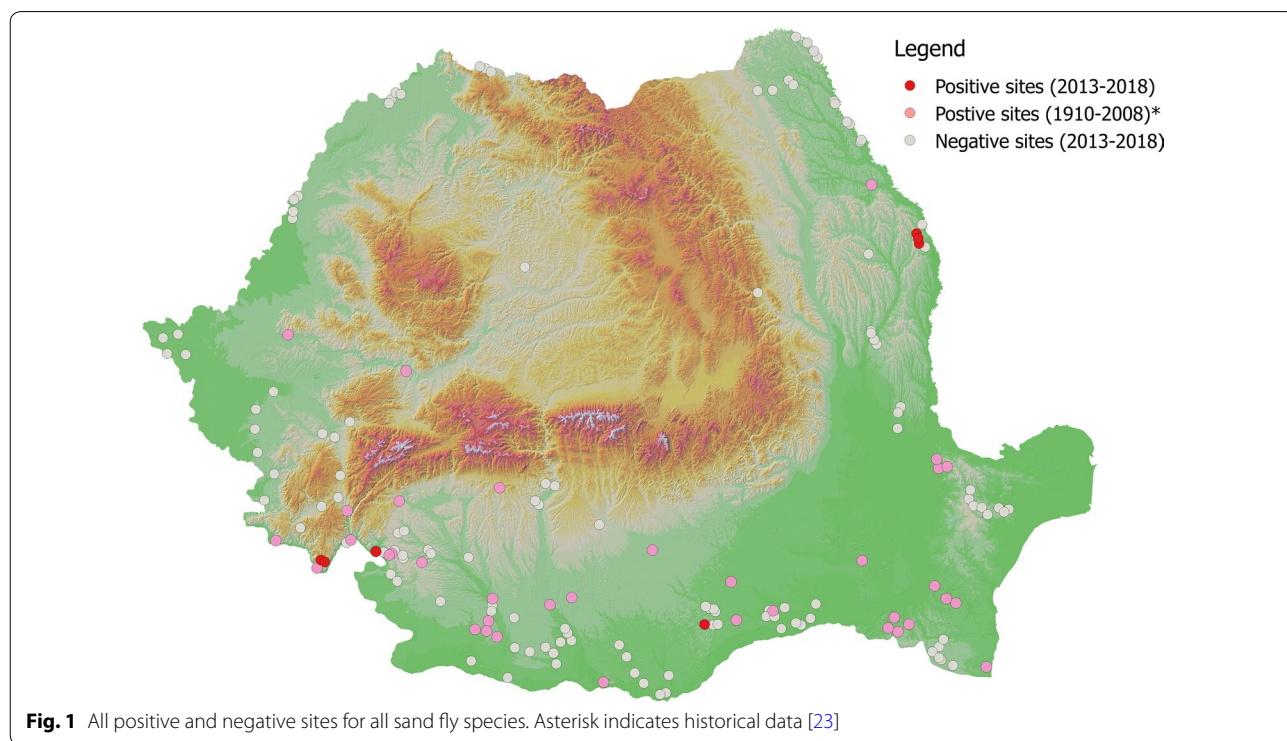 Legend
Positive sites (2013-2018)
Postive sites (1910-2008)*
Negative sites (2013-2018)
Fig. 1 All positive and negative sites for all sand fly species. Asterisk indicates historical data [23]